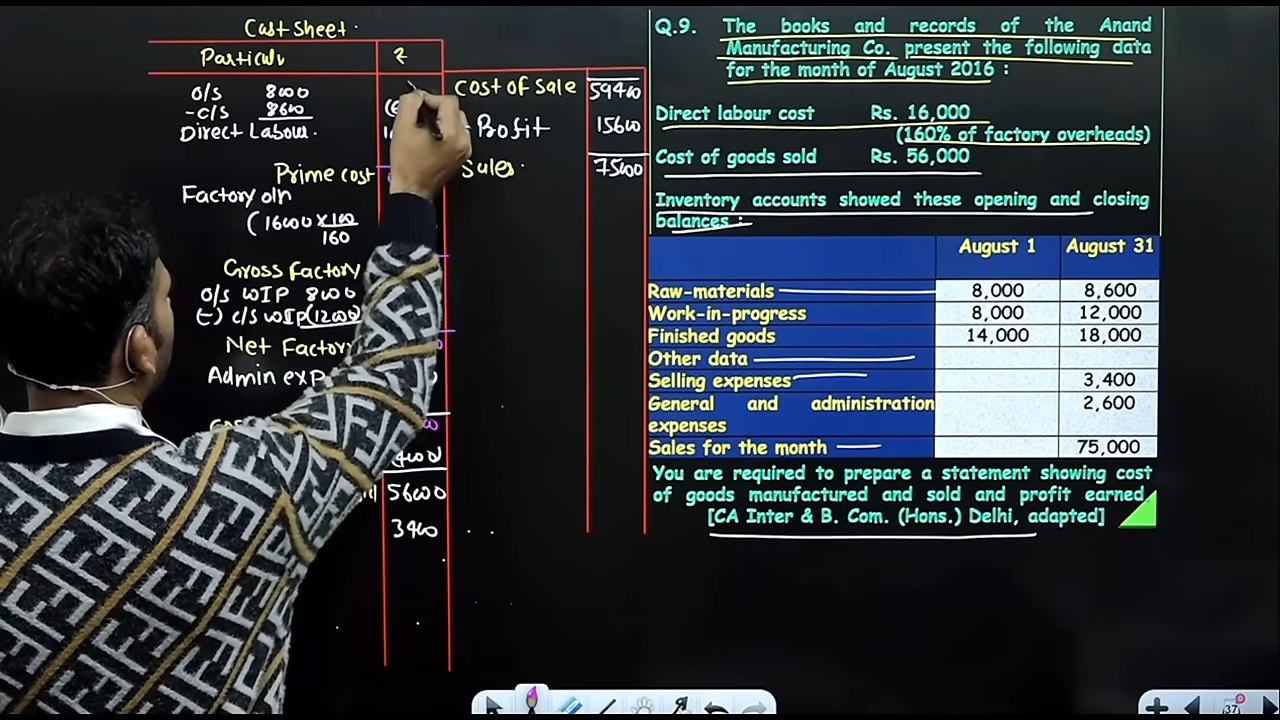 Cost Sheet.
Particulr ₹
O/S 8000
-C/S 8600
Direct Labour.
Prime cost
Factory oln
(16000 x 100
160
Gross Factory
O/S WIP 8000
(-) C/S WIP (12000)
Net Factory
Admin exp
56000
3400
Cost of Sale 59400
Profit 15600
Sales. 75000
Q.9. The books and records of the Anand
Manufacturing Co. present the following data
for the month of August 2016 :
Direct labour cost Rs. 16,000
(160% of factory overheads)
Cost of goods sold Rs. 56,000
Inventory accounts showed these opening and closing
balances :
August 1 August 31
Raw-materials 8,000 8,600
Work-in-progress 8,000 12,000
Finished goods 14,000 18,000
Other data
Selling expenses 3,400
General and administration 2,600
expenses
Sales for the month 75,000
You are required to prepare a statement showing cost
of goods manufactured and sold and profit earned.
[CA Inter & B. Com. (Hons.) Delhi, adapted]
37